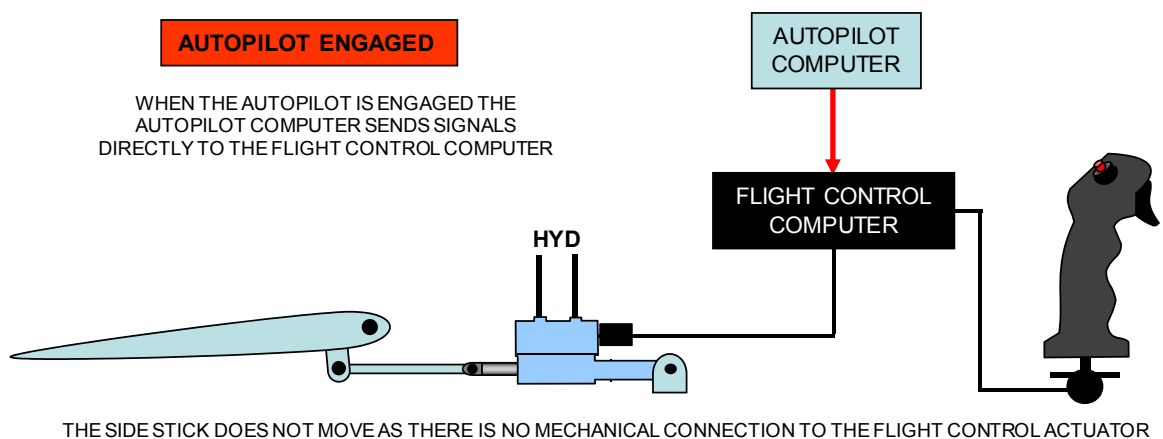 AUTOPILOT ENGAGED
WHEN THE AUTOPILOT IS ENGAGED THE
AUTOPILOT COMPUTER SENDS SIGNALS
DIRECTLY TO THE FLIGHT CONTROL COMPUTER
AUTOPILOT
COMPUTER
FLIGHT CONTROL
COMPUTER
HYD
THE SIDE STICK DOES NOT MOVE AS THERE IS NO MECHANICAL CONNECTION TO THE FLIGHT CONTROL ACTUATOR